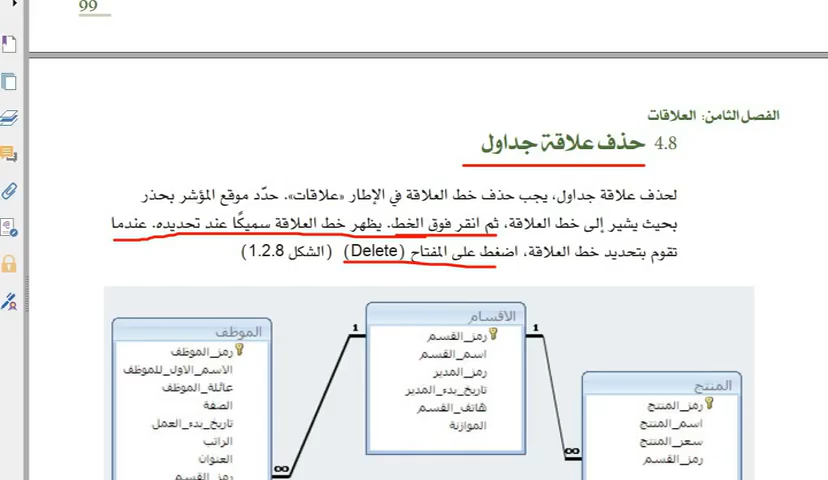 99
الفصل الثامن: العلاقات
4.8 حذف علاقة جداول
لحذف علاقة جداول، يجب حذف خط العلاقة في الإطار «علاقات». حدّد موقع المؤشر بحذر
بحيث يشير إلى خط العلاقة، ثم انقر فوق الخط. يظهر خط العلاقة سميكًا عند تحديده. عندما
تقوم بتحديد خط العلاقة، اضغط على المفتاح (Delete) (الشكل 1.2.8)
الاقسام
1
1
رمز_القسم
اسم_القسم
رمز_المدير
تاريخ_بدء_المدير
هاتف_القسم
الموازنة
الموظف
رمز_الموظف
الاسم_الاول_للموظف
عائلة_الموظف
الصفة
تاريخ_بدء_العمل
الراتب
العنوان
رمز_القسم
∞
المنتج
رمز_المنتج
اسم_المنتج
سعر_المنتج
رمز_القسم
∞